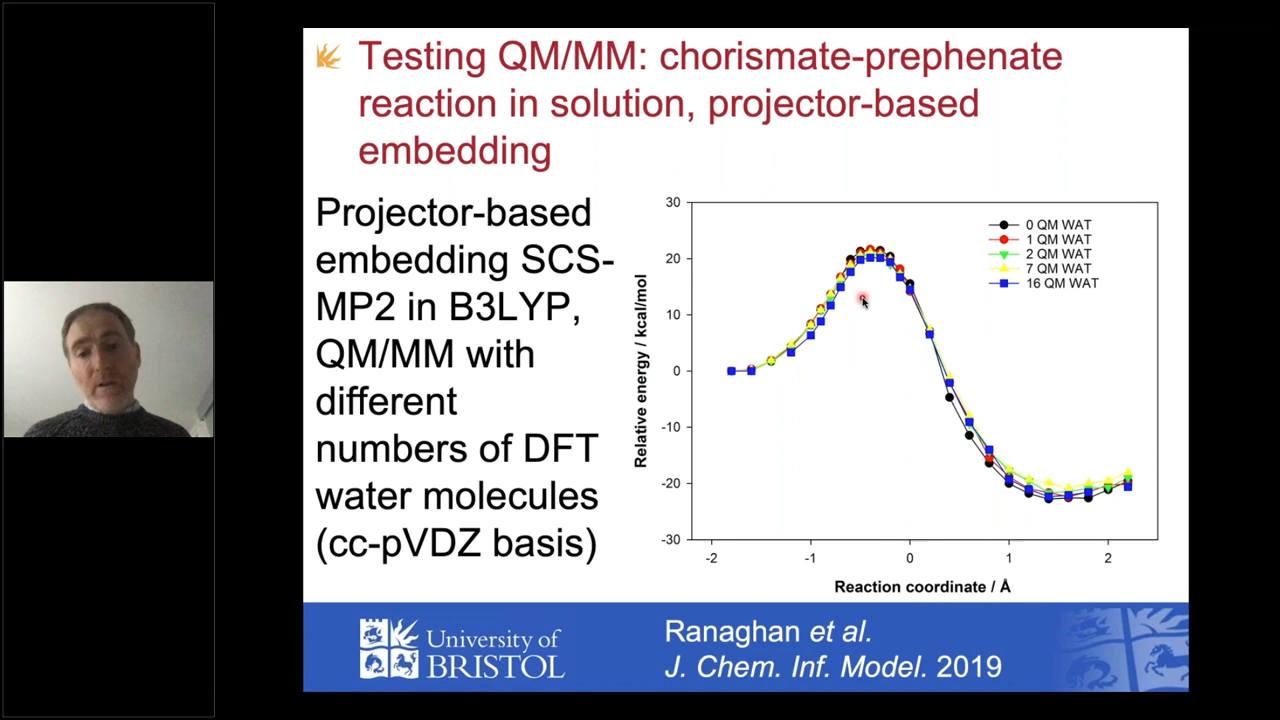 Testing QM/MM: chorismate-prephenate
reaction in solution, projector-based
embedding
Projector-based
embedding SCS-
MP2 in B3LYP,
QM/MM with
different
numbers of DFT
water molecules
(cc-pVDZ basis)
Relative energy / kcal/mol
30
20
10
0
-10
-20
-30
0 QM WAT
1 QM WAT
2 QM WAT
7 QM WAT
16 QM WAT
-2
-1
0
1
2
Reaction coordinate / Å
University of
BRISTOL
Ranaghan et al.
J. Chem. Inf. Model. 2019